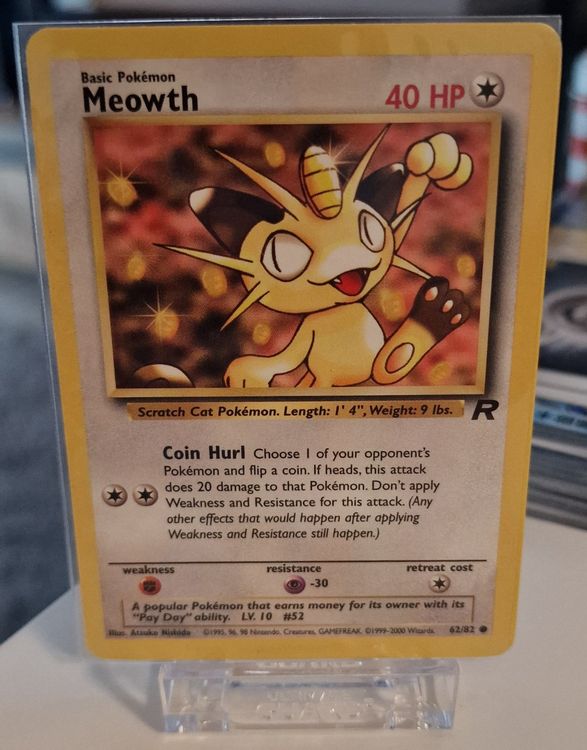 Basic Pokémon
Meowth
40 HP
Scratch Cat Pokémon. Length: 1' 4", Weight: 9 lbs.
R
Coin Hurl Choose 1 of your opponent's
Pokémon and flip a coin. If heads, this attack
does 20 damage to that Pokémon. Don't apply
Weakness and Resistance for this attack. (Any
other effects that would happen after applying
Weakness and Resistance still happen.)
weakness
resistance
retreat cost
-30
A popular Pokémon that earns money for its owner with its
"Pay Day" ability. LV. 10 #52
Illus. Atsuko Nishida ©1995, 96, 98 Nintendo, Creatures, GAMEFREAK. ©1999-2000 Wizards. 62/82